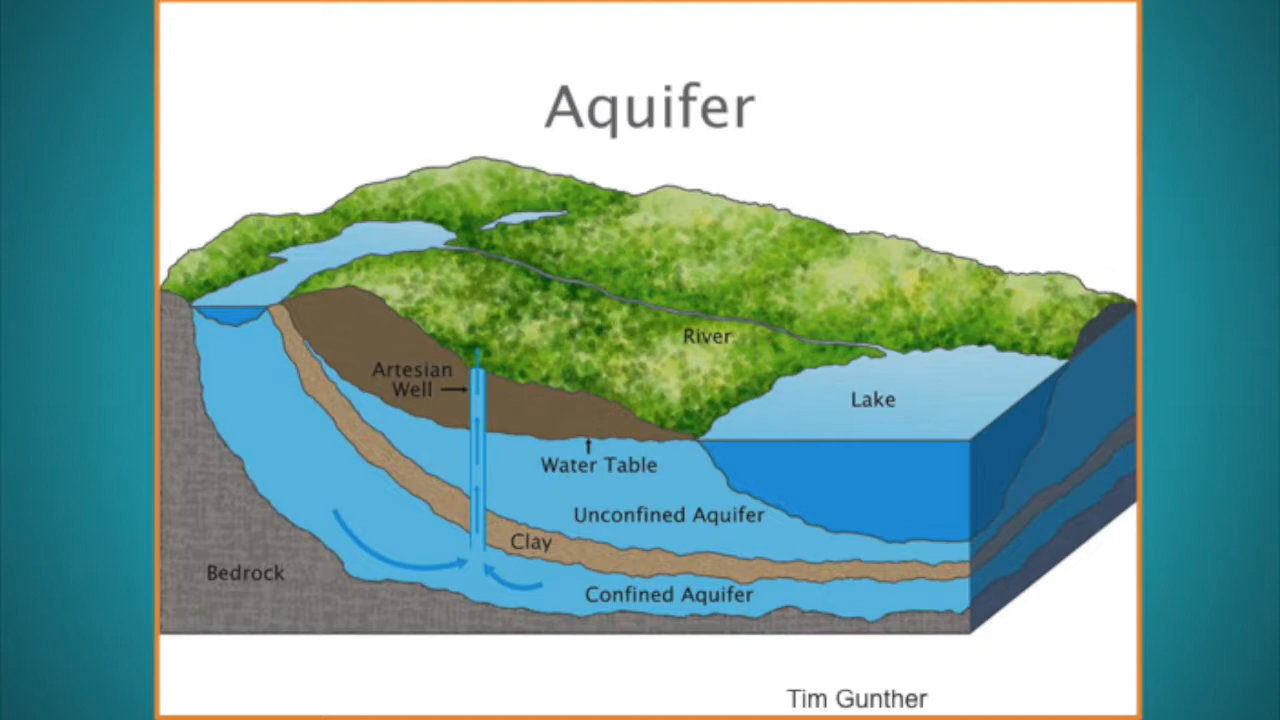 Aquifer
River
Artesian
Well
Lake
Water Table
Unconfined Aquifer
Clay
Bedrock
Confined Aquifer
Tim Gunther